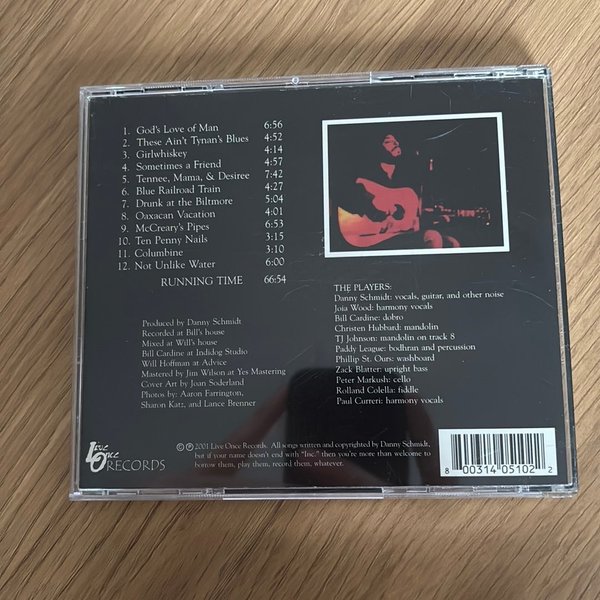 1. God's Love of Man 6:56
2. These Ain't Tynan's Blues 4:52
3. Girlwhiskey 4:14
4. Sometimes a Friend 4:57
5. Tennee, Mama, & Desiree 7:42
6. Blue Railroad Train 4:27
7. Drunk at the Biltmore 5:04
8. Oaxacan Vacation 4:01
9. McCreary's Pipes 6:53
10. Ten Penny Nails 3:15
11. Columbine 3:10
12. Not Unlike Water 6:00
RUNNING TIME 66:54
Produced by Danny Schmidt
Recorded at Bill's house
Mixed at Will's house
Bill Cardine at Indidog Studio
Will Hoffman at Advice
Mastered by Jim Wilson at Yes Mastering
Cover Art by Joan Soderland
Photos by: Aaron Farrington,
Sharon Katz, and Lance Brenner
THE PLAYERS:
Danny Schmidt: vocals, guitar, and other noise
Joia Wood: harmony vocals
Bill Cardine: dobro
Christen Hubbard: mandolin
TJ Johnson: mandolin on track 8
Paddy League: bodhran and percussion
Phillip St. Ours: washboard
Zack Blatter: upright bass
Peter Markush: cello
Rolland Colella: fiddle
Paul Curreri: harmony vocals
Live
Once
RECORDS
© ℗ 2001 Live Once Records. All songs written and copyrighted by Danny Schmidt,
but if your name doesn't end with "Inc." then you're more than welcome to
borrow them, play them, record them, whatever.
8 00314 05102 2